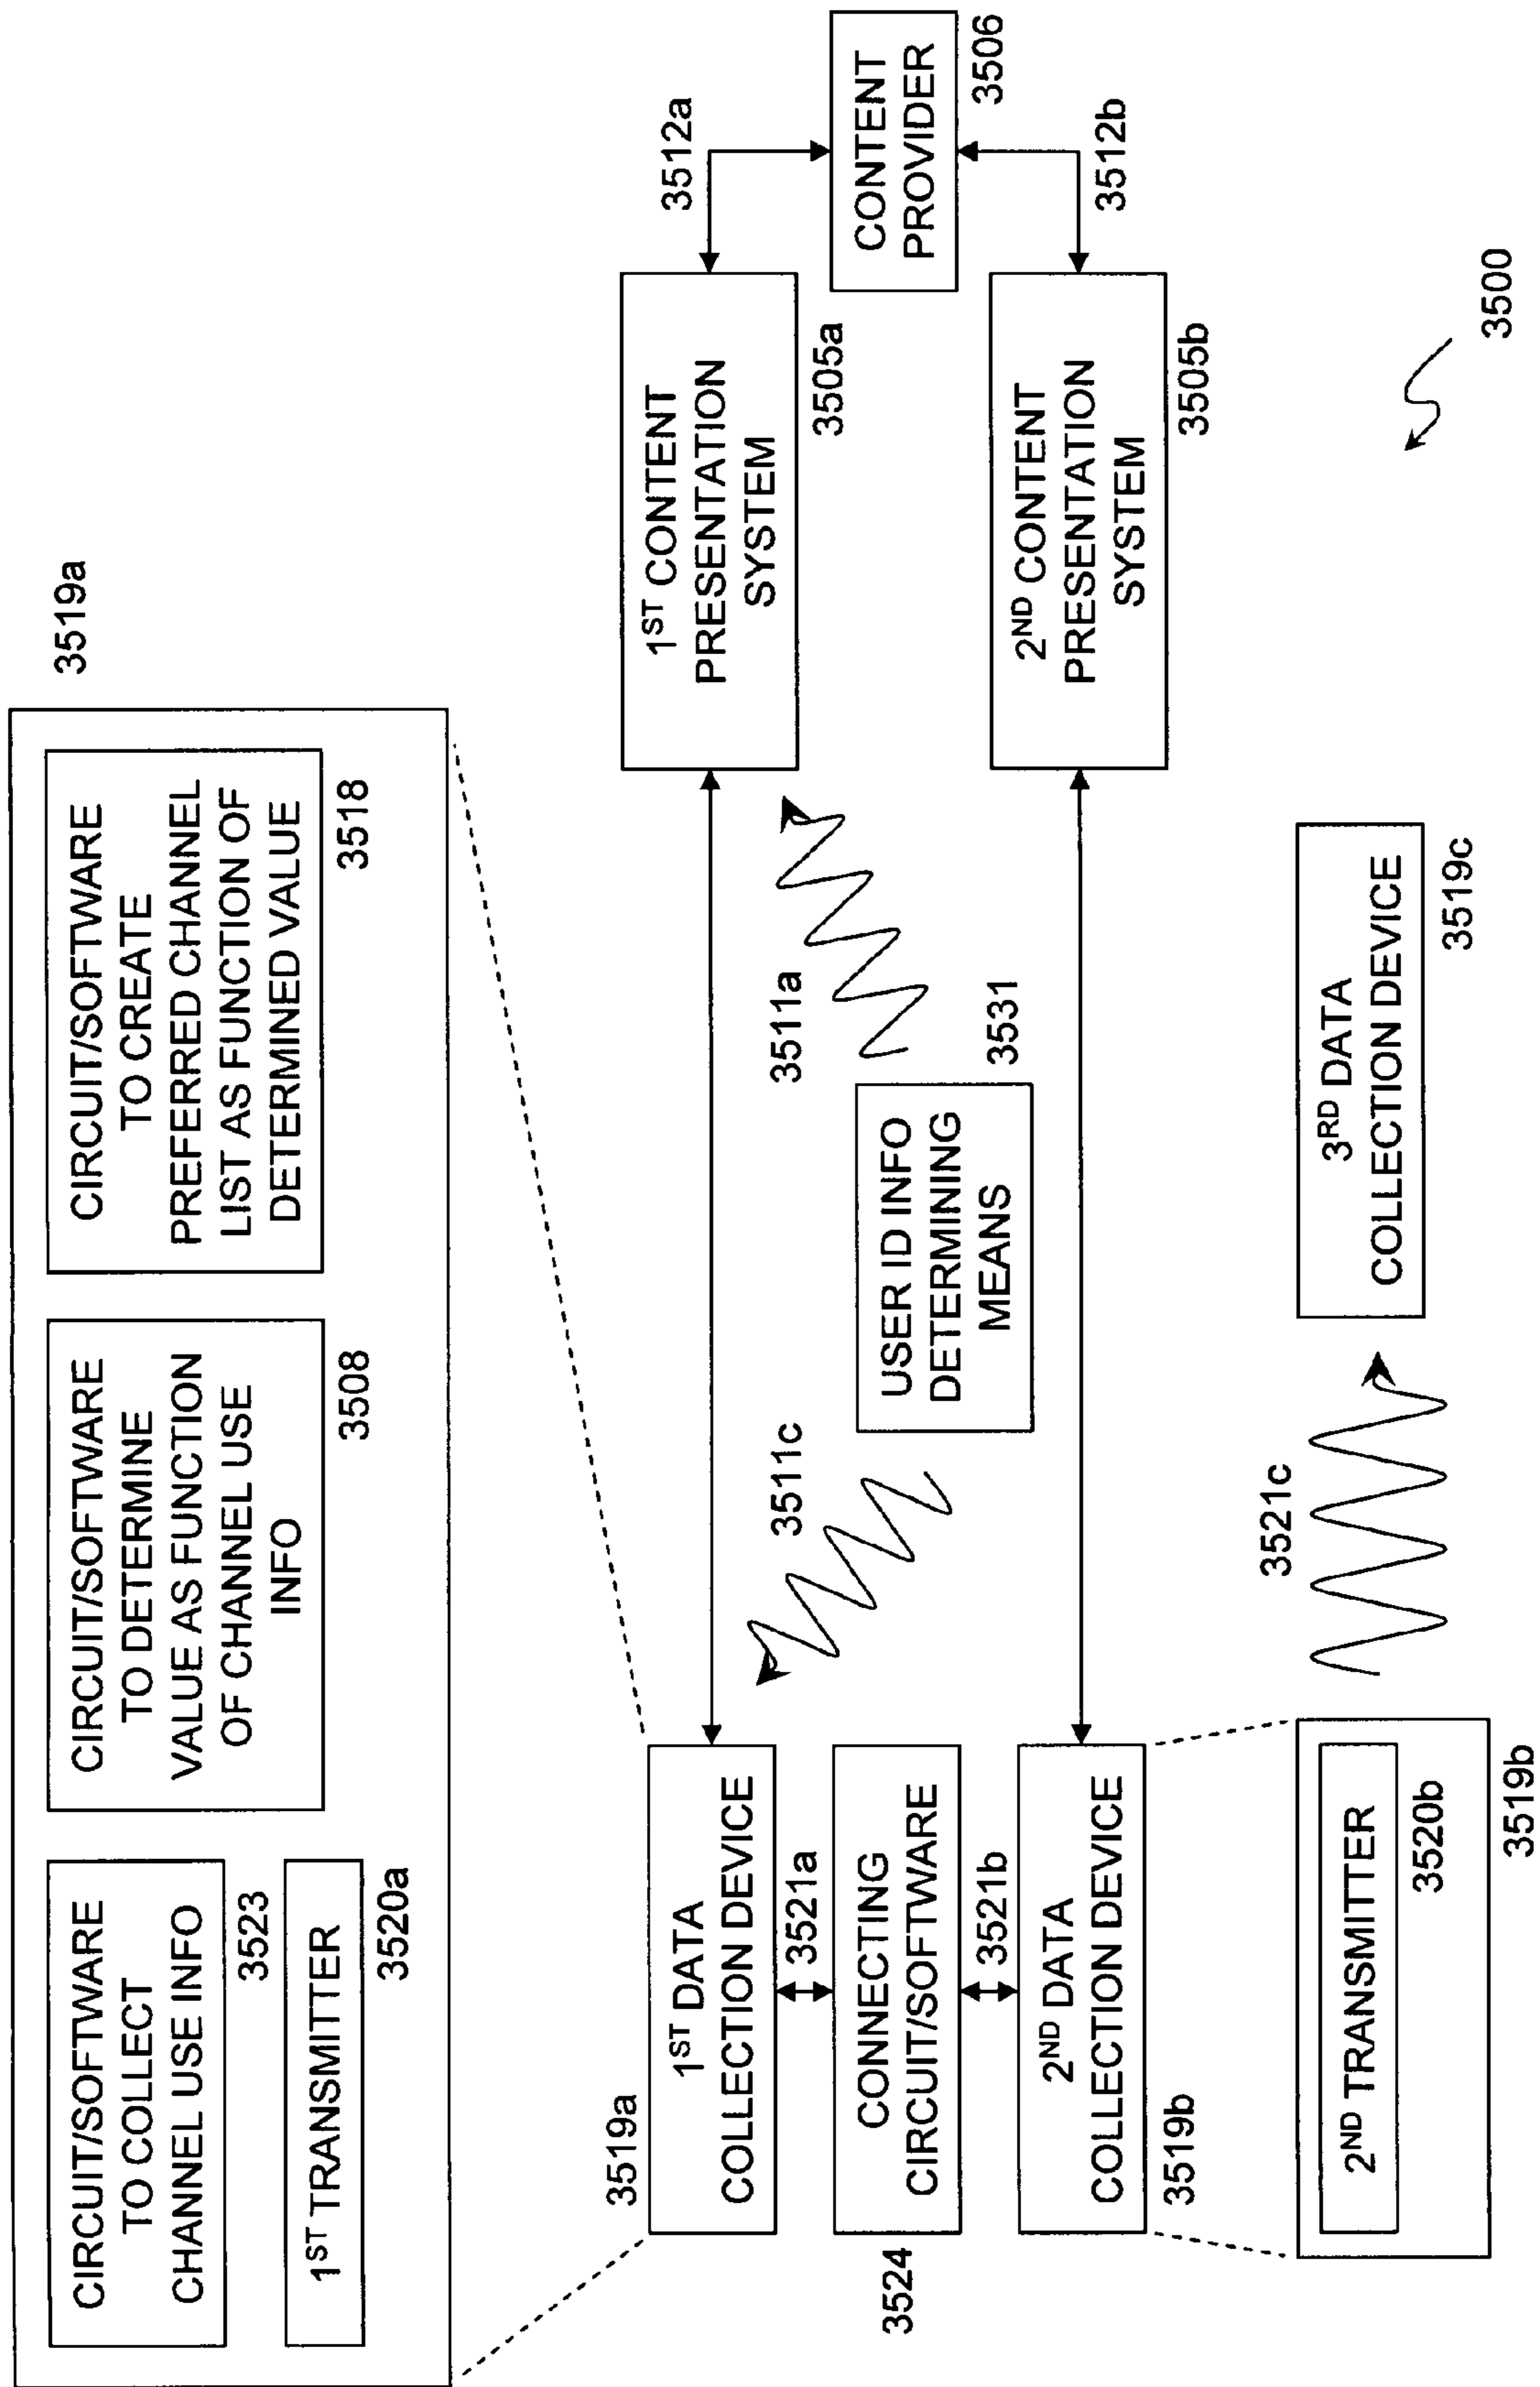 3519a
CIRCUIT/SOFTWARE
TO COLLECT
CHANNEL USE INFO
3523
1ST TRANSMITTER
3520a
CIRCUIT/SOFTWARE
TO DETERMINE
VALUE AS FUNCTION
OF CHANNEL USE
INFO
3508
CIRCUIT/SOFTWARE
TO CREATE
PREFERRED CHANNEL
LIST AS FUNCTION OF
DETERMINED VALUE
3518
3519a
1ST DATA
COLLECTION DEVICE
3521a
3524
CONNECTING
CIRCUIT/SOFTWARE
3521b
2ND DATA
COLLECTION DEVICE
3519b
3511c
USER ID INFO
DETERMINING
MEANS
3531
3511a
1ST CONTENT
PRESENTATION
SYSTEM
3505a
3512a
CONTENT
PROVIDER
3506
2ND CONTENT
PRESENTATION
SYSTEM
3505b
3512b
2ND TRANSMITTER
3520b
3519b
3521c
3RD DATA
COLLECTION DEVICE
3519c
3500